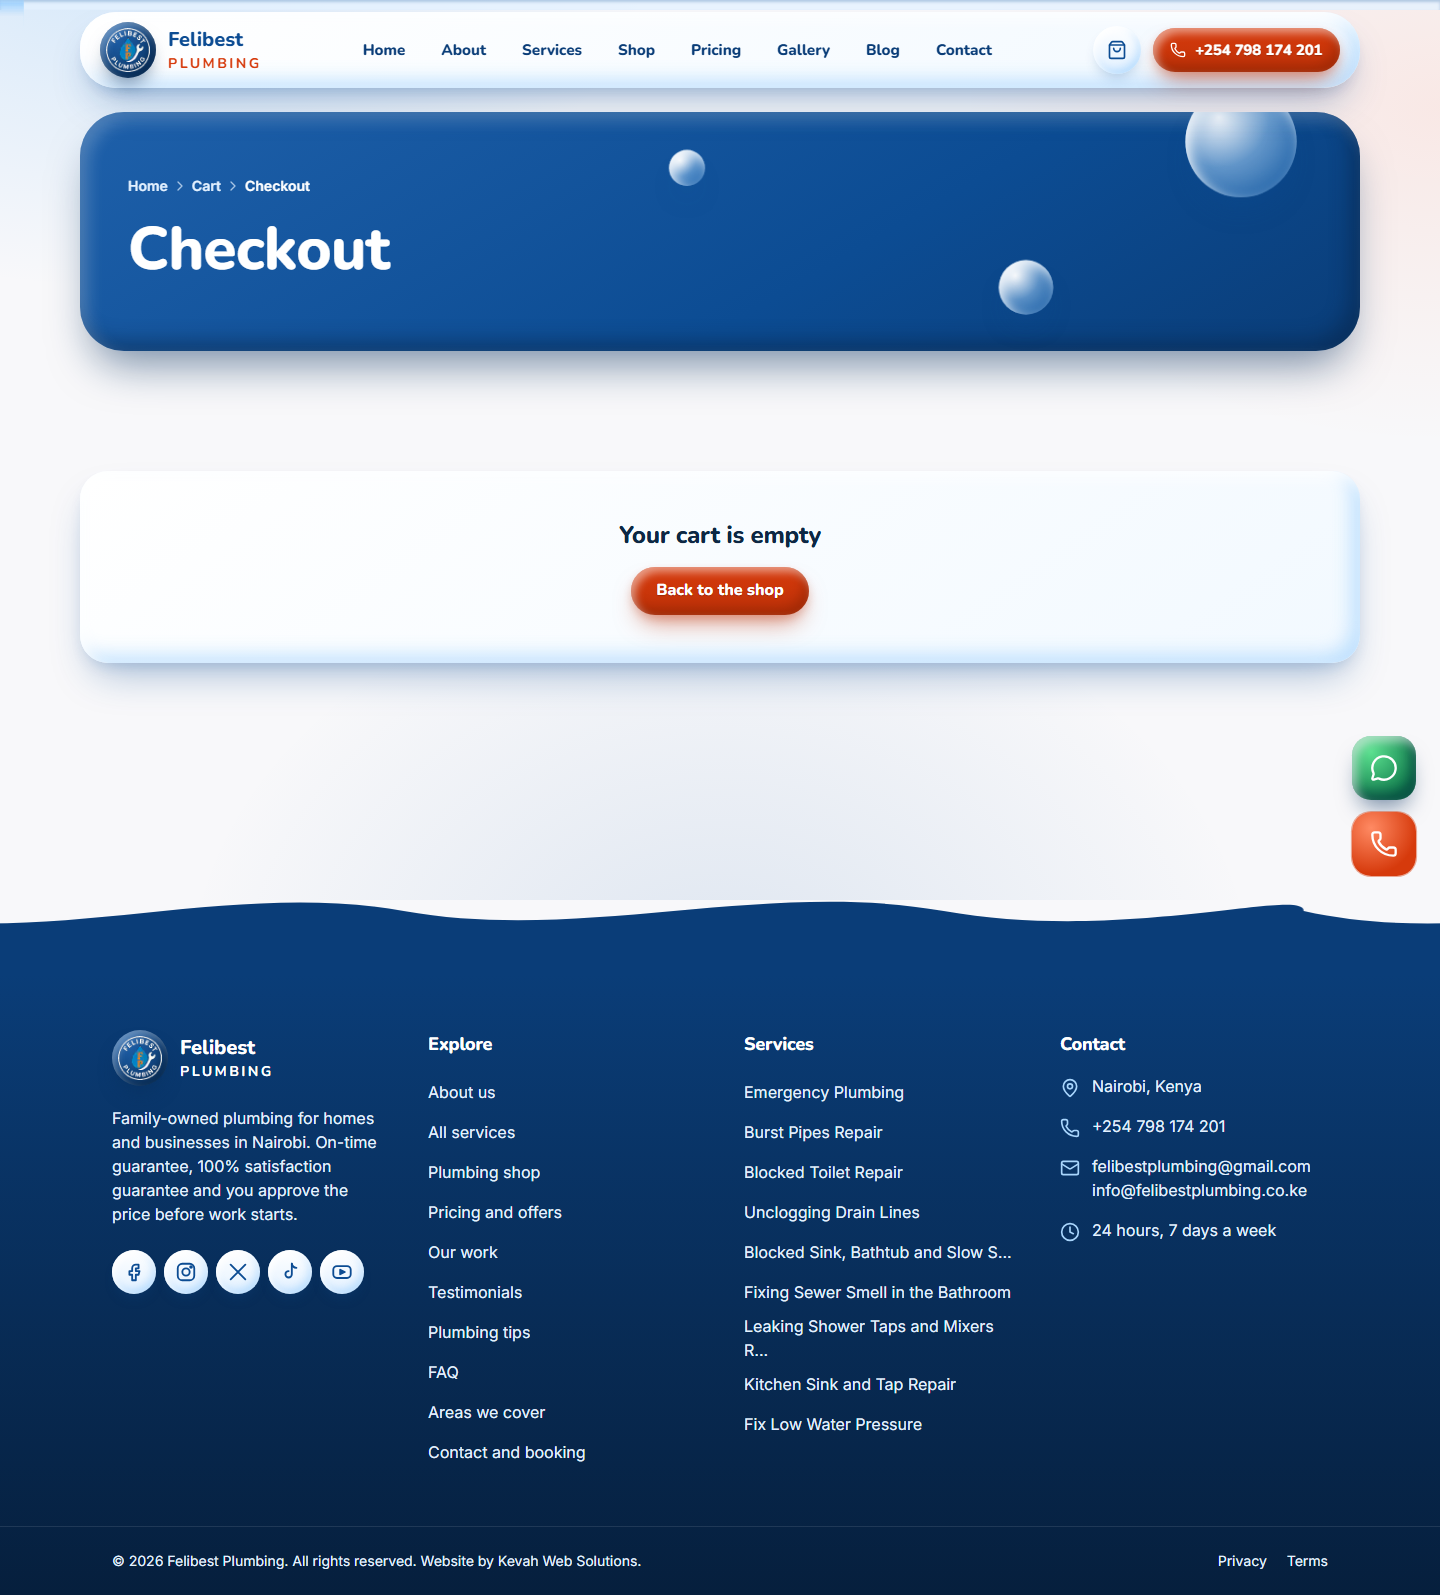 FELIBEST
PLUMBING
Felibest
PLUMBING
Home
About
Services
Shop
Pricing
Gallery
Blog
Contact
+254 798 174 201
Home
Cart
Checkout
Checkout
Your cart is empty
Back to the shop
FELIBEST
PLUMBING
Felibest
PLUMBING
Family-owned plumbing for homes
and businesses in Nairobi. On-time
guarantee, 100% satisfaction
guarantee and you approve the
price before work starts.
Explore
About us
All services
Plumbing shop
Pricing and offers
Our work
Testimonials
Plumbing tips
FAQ
Areas we cover
Contact and booking
Services
Emergency Plumbing
Burst Pipes Repair
Blocked Toilet Repair
Unclogging Drain Lines
Blocked Sink, Bathtub and Slow S...
Fixing Sewer Smell in the Bathroom
Leaking Shower Taps and Mixers
R...
Kitchen Sink and Tap Repair
Fix Low Water Pressure
Contact
Nairobi, Kenya
+254 798 174 201
felibestplumbing@gmail.com
info@felibestplumbing.co.ke
24 hours, 7 days a week
© 2026 Felibest Plumbing. All rights reserved. Website by Kevah Web Solutions.
Privacy
Terms